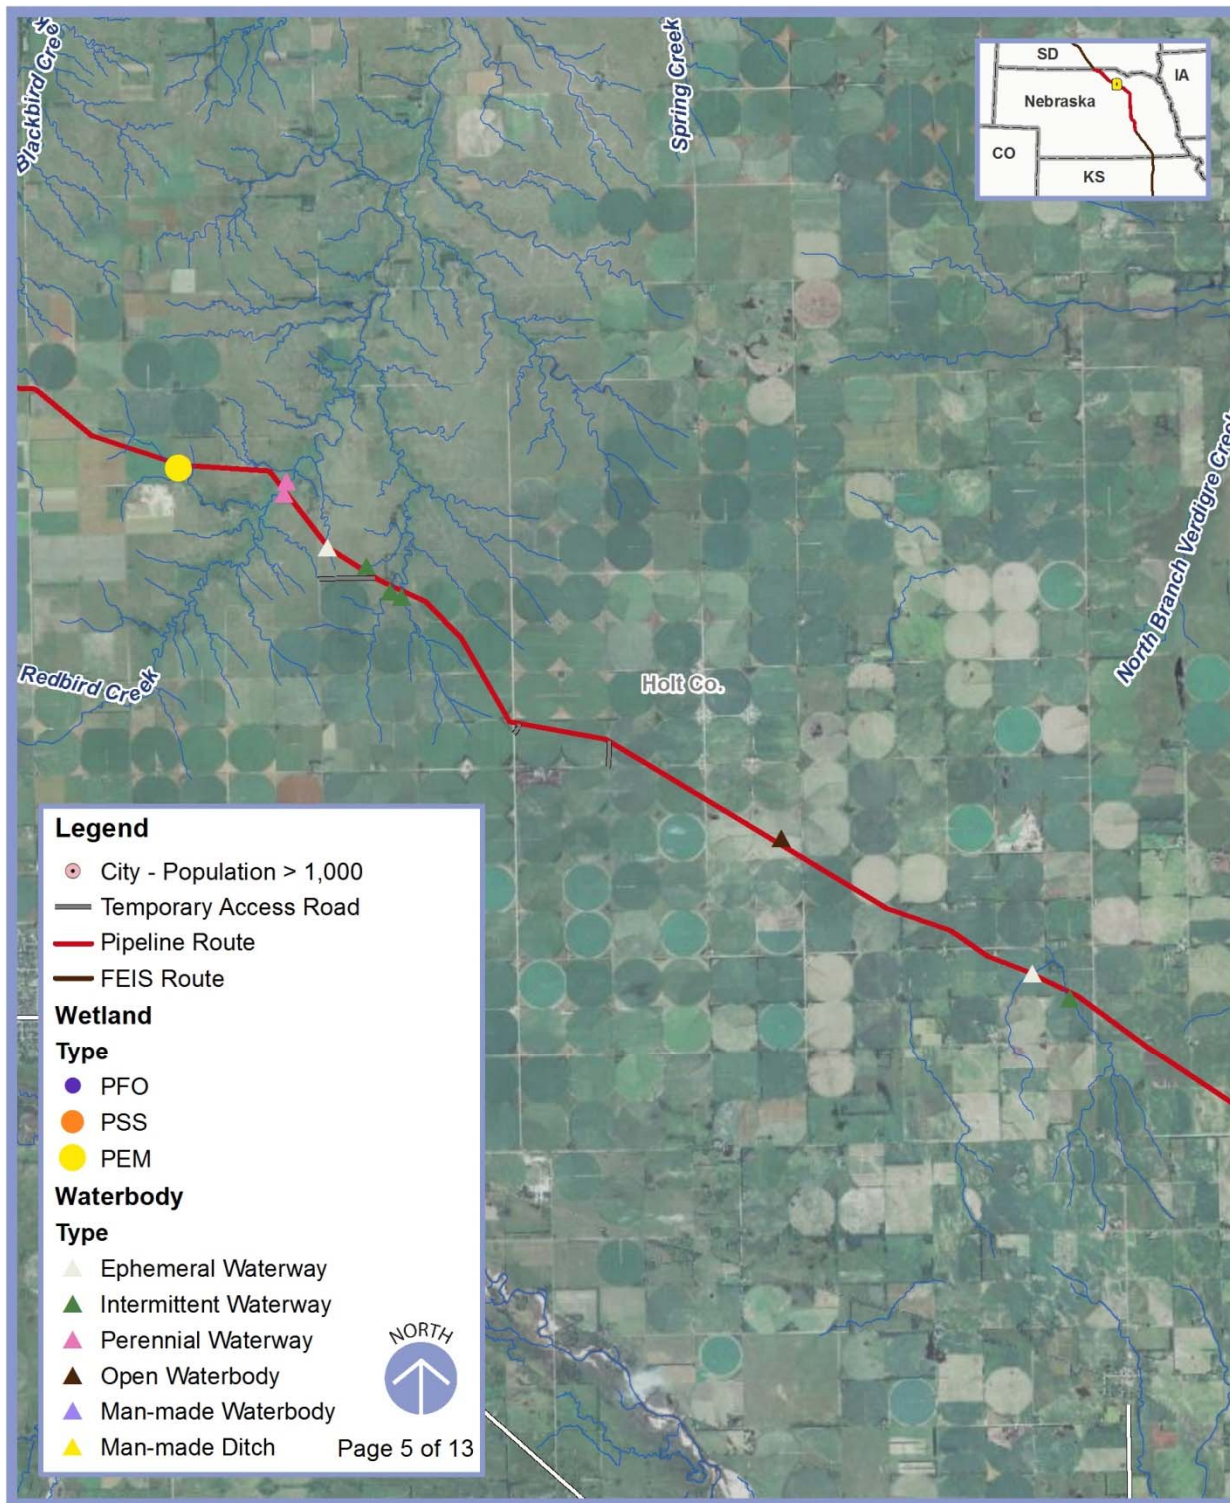 Blackbird Creek
Spring Creek
SD
IA
Nebraska
CO
KS
North Branch Verdigre Creek
Redbird Creek
Holt Co.
Legend
City - Population > 1,000
Temporary Access Road
Pipeline Route
FEIS Route
Wetland
Type
PFO
PSS
PEM
Waterbody
Type
Ephemeral Waterway
Intermittent Waterway
Perennial Waterway
Open Waterbody
Man-made Waterbody
Man-made Ditch
NORTH
Page 5 of 13